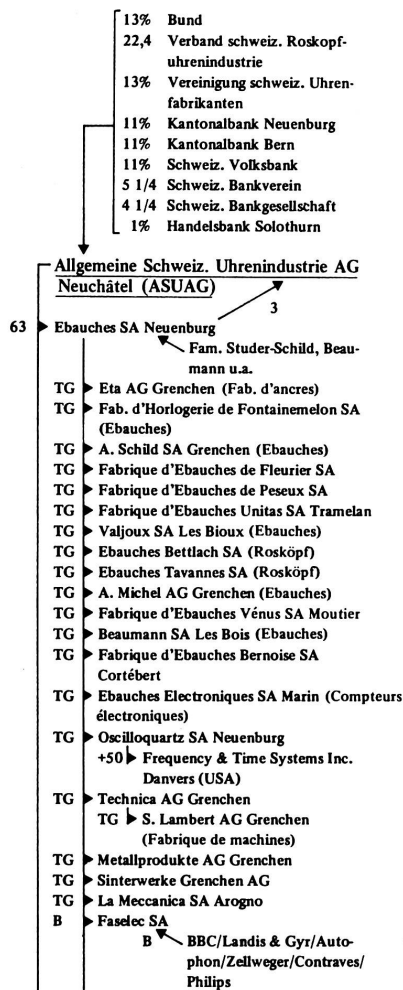 13% Bund
22,4 Verband schweiz. Roskopf-
uhrenindustrie
13% Vereinigung schweiz. Uhren-
fabrikanten
11% Kantonalbank Neuenburg
11% Kantonalbank Bern
11% Schweiz. Volksbank
5 1/4 Schweiz. Bankverein
4 1/4 Schweiz. Bankgesellschaft
1% Handelsbank Solothurn
Allgemeine Schweiz. Uhrenindustrie AG
Neuchâtel (ASUAG)
3
63 Ebauches SA Neuenburg
Fam. Studer-Schild, Beau-
mann u.a.
TG Eta AG Grenchen (Fab. d'ancres)
TG Fab. d'Horlogerie de Fontainemelon SA
(Ebauches)
TG A. Schild SA Grenchen (Ebauches)
TG Fabrique d'Ebauches de Fleurier SA
TG Fabrique d'Ebauches de Peseux SA
TG Fabrique d'Ebauches Unitas SA Tramelan
TG Valjoux SA Les Bioux (Ebauches)
TG Ebauches Bettlach SA (Rosköpf)
TG Ebauches Tavannes SA (Rosköpf)
TG A. Michel AG Grenchen (Ebauches)
TG Fabrique d'Ebauches Vénus SA Moutier
TG Beaumann SA Les Bois (Ebauches)
TG Fabrique d'Ebauches Bernoise SA
Cortébert
TG Ebauches Electroniques SA Marin (Compteurs
électroniques)
TG Oscilloquartz SA Neuenburg
+50 Frequency & Time Systems Inc.
Danvers (USA)
TG Technica AG Grenchen
TG S. Lambert AG Grenchen
(Fabrique de machines)
TG Metallprodukte AG Grenchen
TG Sinterwerke Grenchen AG
TG La Meccanica SA Arogno
B Faselec SA
B BBC/Landis & Gyr/Auto-
phon/Zellweger/Contraves/
Philips